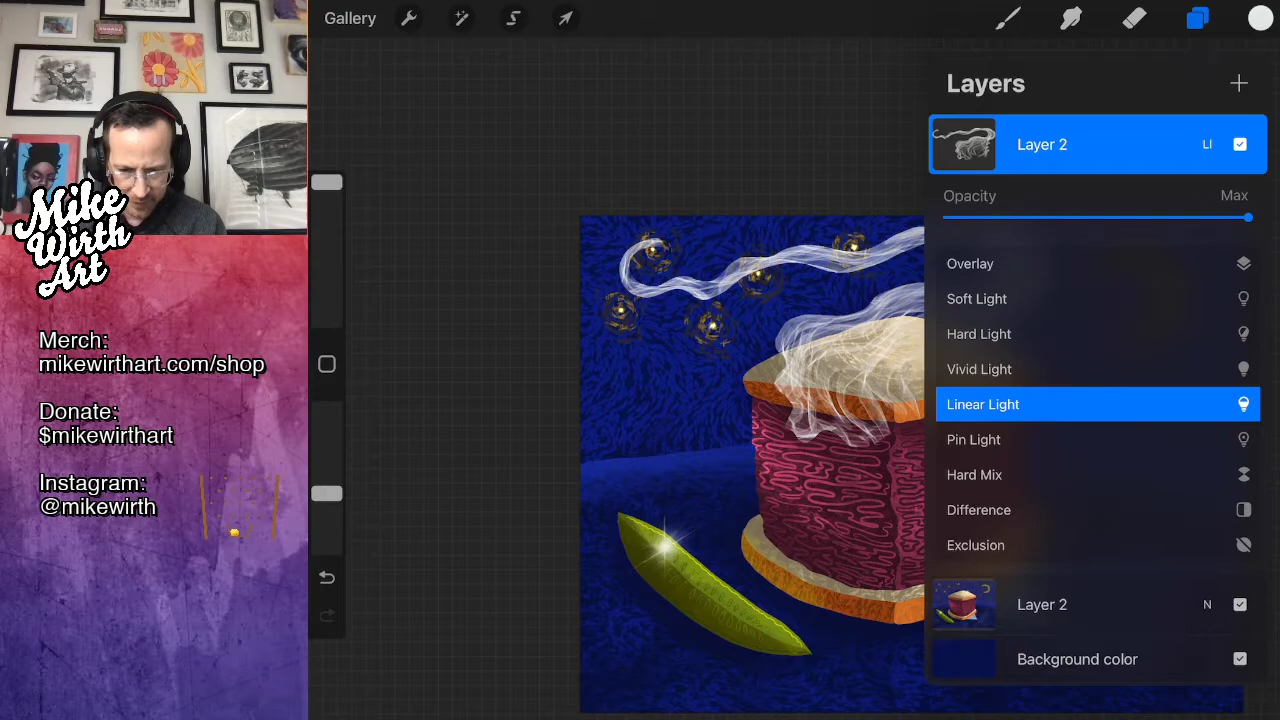 Gallery
Layers
Layer 2
LI
Opacity
Max
Overlay
Soft Light
Hard Light
Vivid Light
Linear Light
Pin Light
Hard Mix
Difference
Exclusion
Layer 2
N
Background color
Mike
Wirth
Art
Merch:
mikewirthart.com/shop
Donate:
$mikewirthart
Instagram:
@mikewirth